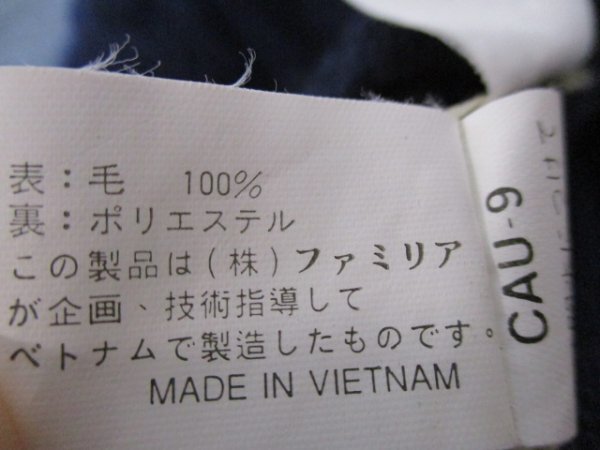 表：毛　100%
裏：ポリエステル
この製品は(株)ファミリア
が企画、技術指導して
ベトナムで製造したものです。
MADE IN VIETNAM
CAU-9